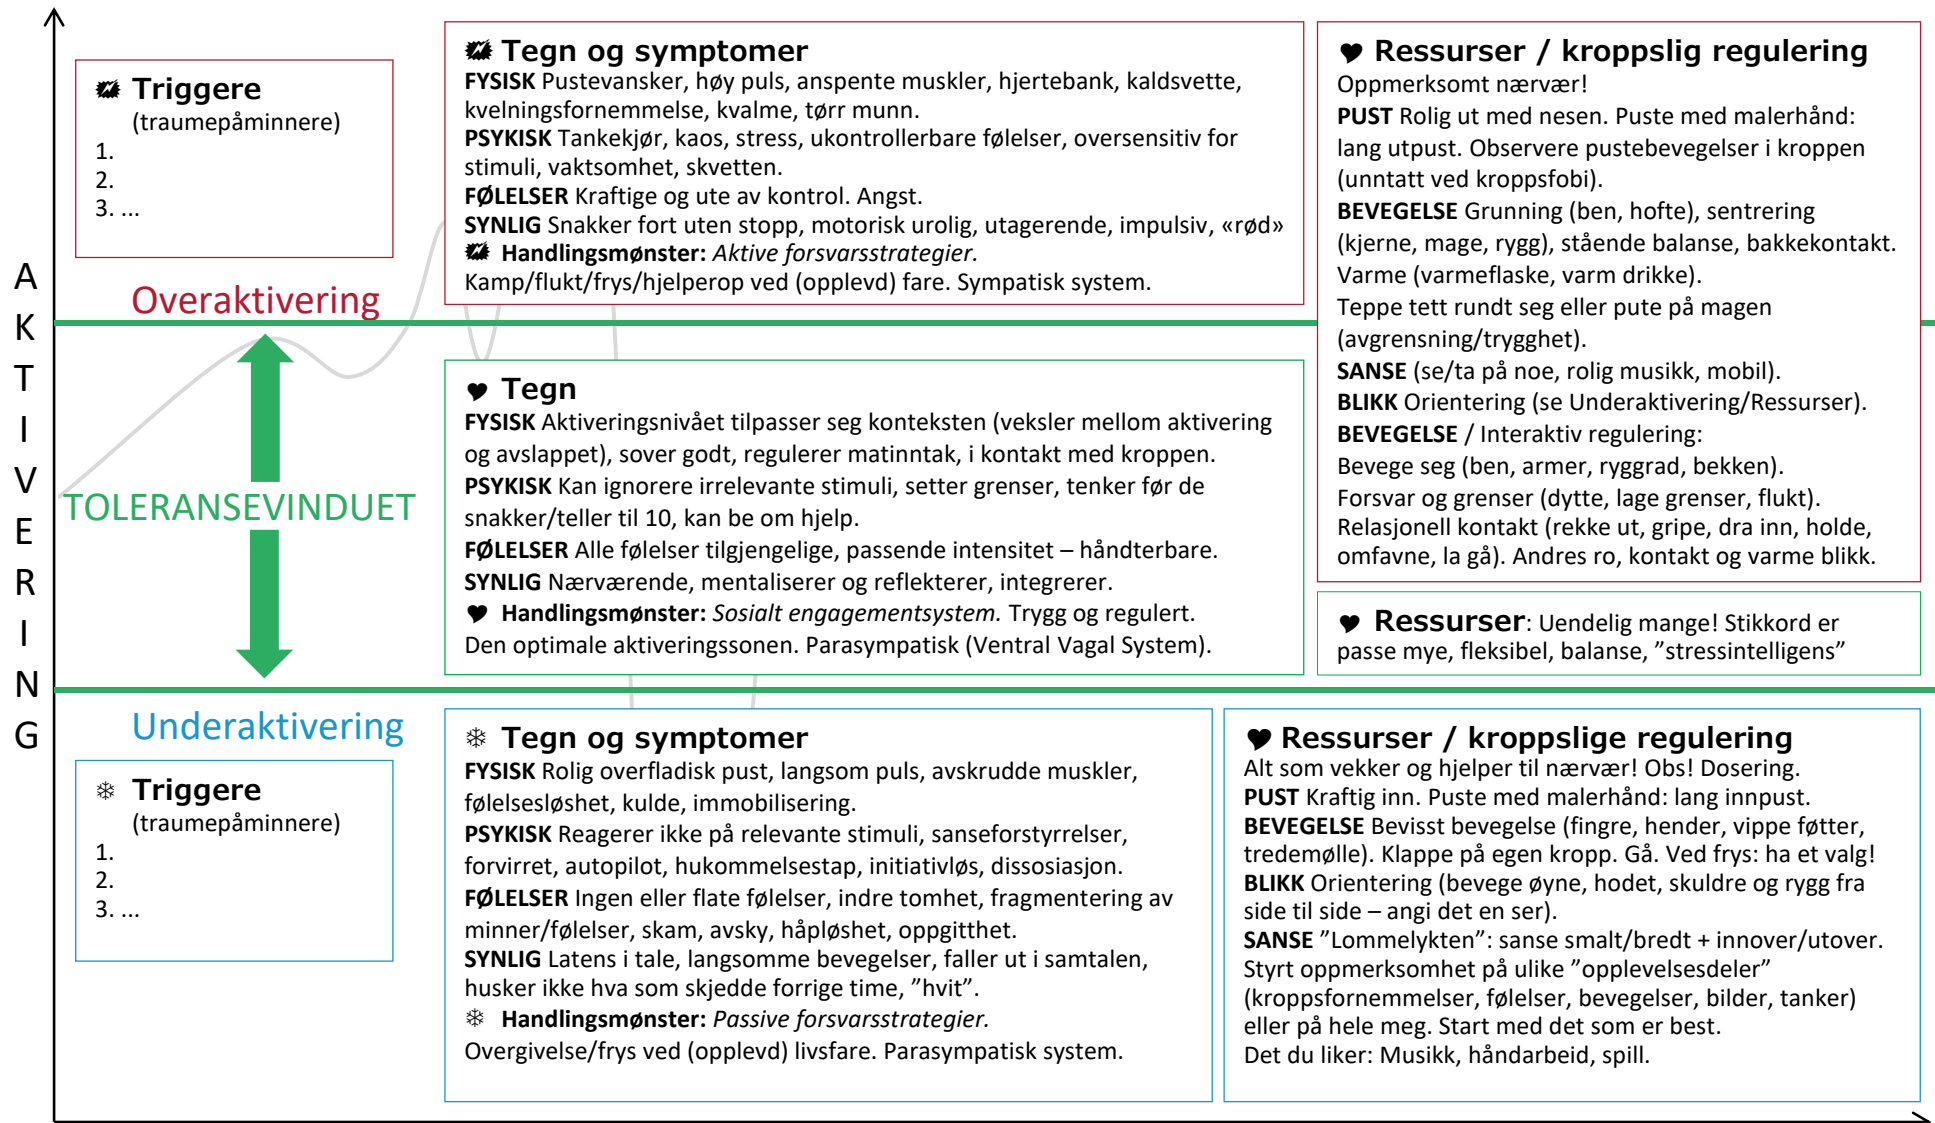 AKTIVERING
Triggere
(traumepåminnere)
1.
2.
3. ...
Overaktivering
Tegn og symptomer
FYSISK Pustevansker, høy puls, anspente muskler, hjertebank, kaldsvette,
kvelningsfornemmelse, kvalme, tørr munn.
PSYKISK Tankekjør, kaos, stress, ukontrollerbare følelser, oversensitiv for
stimuli, vaktsomhet, skvetten.
FØLELSER Kraftige og ute av kontrol. Angst.
SYNLIG Snakker fort uten stopp, motorisk urolig, utagerende, impulsiv, «rød»
Handlingsmønster: Aktive forsvarsstrategier.
Kamp/flukt/frys/hjelperop ved (opplevd) fare. Sympatisk system.
Ressurser / kroppslig regulering
Oppmerksomt nærvær!
PUST Rolig ut med nesen. Puste med malerhånd:
lang utpust. Observere pustebevegelser i kroppen
(unntatt ved kroppsfobi).
BEVEGELSE Grunning (ben, hofte), sentrering
(kjerne, mage, rygg), stående balanse, bakkekontakt.
Varme (varmeflaske, varm drikke).
Teppe tett rundt seg eller pute på magen
(avgrensning/trygghet).
SANSE (se/ta på noe, rolig musikk, mobil).
BLIKK Orientering (se Underaktivering/Ressurser).
BEVEGELSE / Interaktiv regulering:
Bevege seg (ben, armer, ryggrad, bekken).
Forsvar og grenser (dytte, lage grenser, flukt).
Relasjonell kontakt (rekke ut, gripe, dra inn, holde,
omfavne, la gå). Andres ro, kontakt og varme blikk.
TOLERANSEVINDUET
Tegn
FYSISK Aktiveringsnivået tilpasser seg konteksten (veksler mellom aktivering
og avslappet), sover godt, regulerer matinntak, i kontakt med kroppen.
PSYKISK Kan ignorere irrelevante stimuli, setter grenser, tenker før de
snakker/teller til 10, kan be om hjelp.
FØLELSER Alle følelser tilgjengelige, passende intensitet – håndterbare.
SYNLIG Nærværende, mentaliserer og reflekterer, integrerer.
Handlingsmønster: Sosialt engagementsystem. Trygg og regulert.
Den optimale aktiveringssonen. Parasympatisk (Ventral Vagal System).
Ressurser: Uendelig mange! Stikkord er
passe mye, fleksibel, balanse, ”stressintelligens”
Underaktivering
Triggere
(traumepåminnere)
1.
2.
3. ...
Tegn og symptomer
FYSISK Rolig overfladisk pust, langsom puls, avskrudde muskler,
følelsesløshet, kulde, immobilisering.
PSYKISK Reagerer ikke på relevante stimuli, sanseforstyrrelser,
forvirret, autopilot, hukommelsestap, initiativløs, dissosiasjon.
FØLELSER Ingen eller flate følelser, indre tomhet, fragmentering av
minner/følelser, skam, avsky, håpløshet, oppgitthet.
SYNLIG Latens i tale, langsomme bevegelser, faller ut i samtalen,
husker ikke hva som skjedde forrige time, ”hvit”.
Handlingsmønster: Passive forsvarsstrategier.
Overgivelse/frys ved (opplevd) livsfare. Parasympatisk system.
Ressurser / kroppslige regulering
Alt som vekker og hjelper til nærvær! Obs! Dosering.
PUST Kraftig inn. Puste med malerhånd: lang innpust.
BEVEGELSE Bevisst bevegelse (fingre, hender, vippe føtter,
tredemølle). Klappe på egen kropp. Gå. Ved frys: ha et valg!
BLIKK Orientering (bevege øyne, hodet, skuldre og rygg fra
side til side – angi det en ser).
SANSE ”Lommelykten”: sanse smalt/bredt + innover/utover.
Styrt oppmerksomhet på ulike ”opplevelsesdeler”
(kroppsfornemmelser, følelser, bevegelser, bilder, tanker)
eller på hele meg. Start med det som er best.
Det du liker: Musikk, håndarbeid, spill.